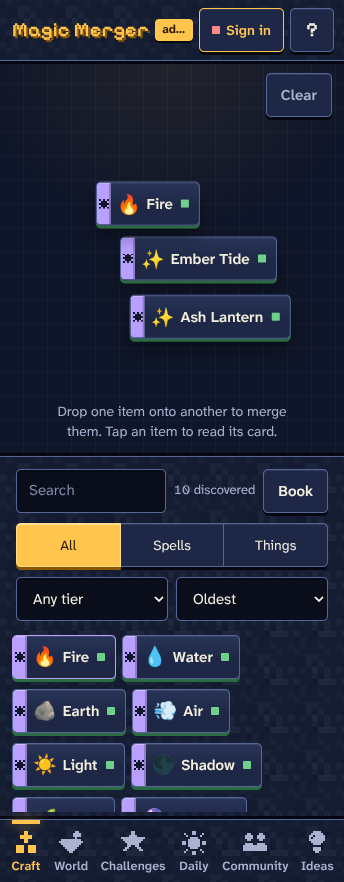 Magic Merger
ad...
Sign in
?
Clear
Fire
Ember Tide
Ash Lantern
Drop one item onto another to merge
them. Tap an item to read its card.
Search
10 discovered
Book
All
Spells
Things
Any tier
Oldest
Fire
Water
Earth
Air
Light
Shadow
Craft
World
Challenges
Daily
Community
Ideas